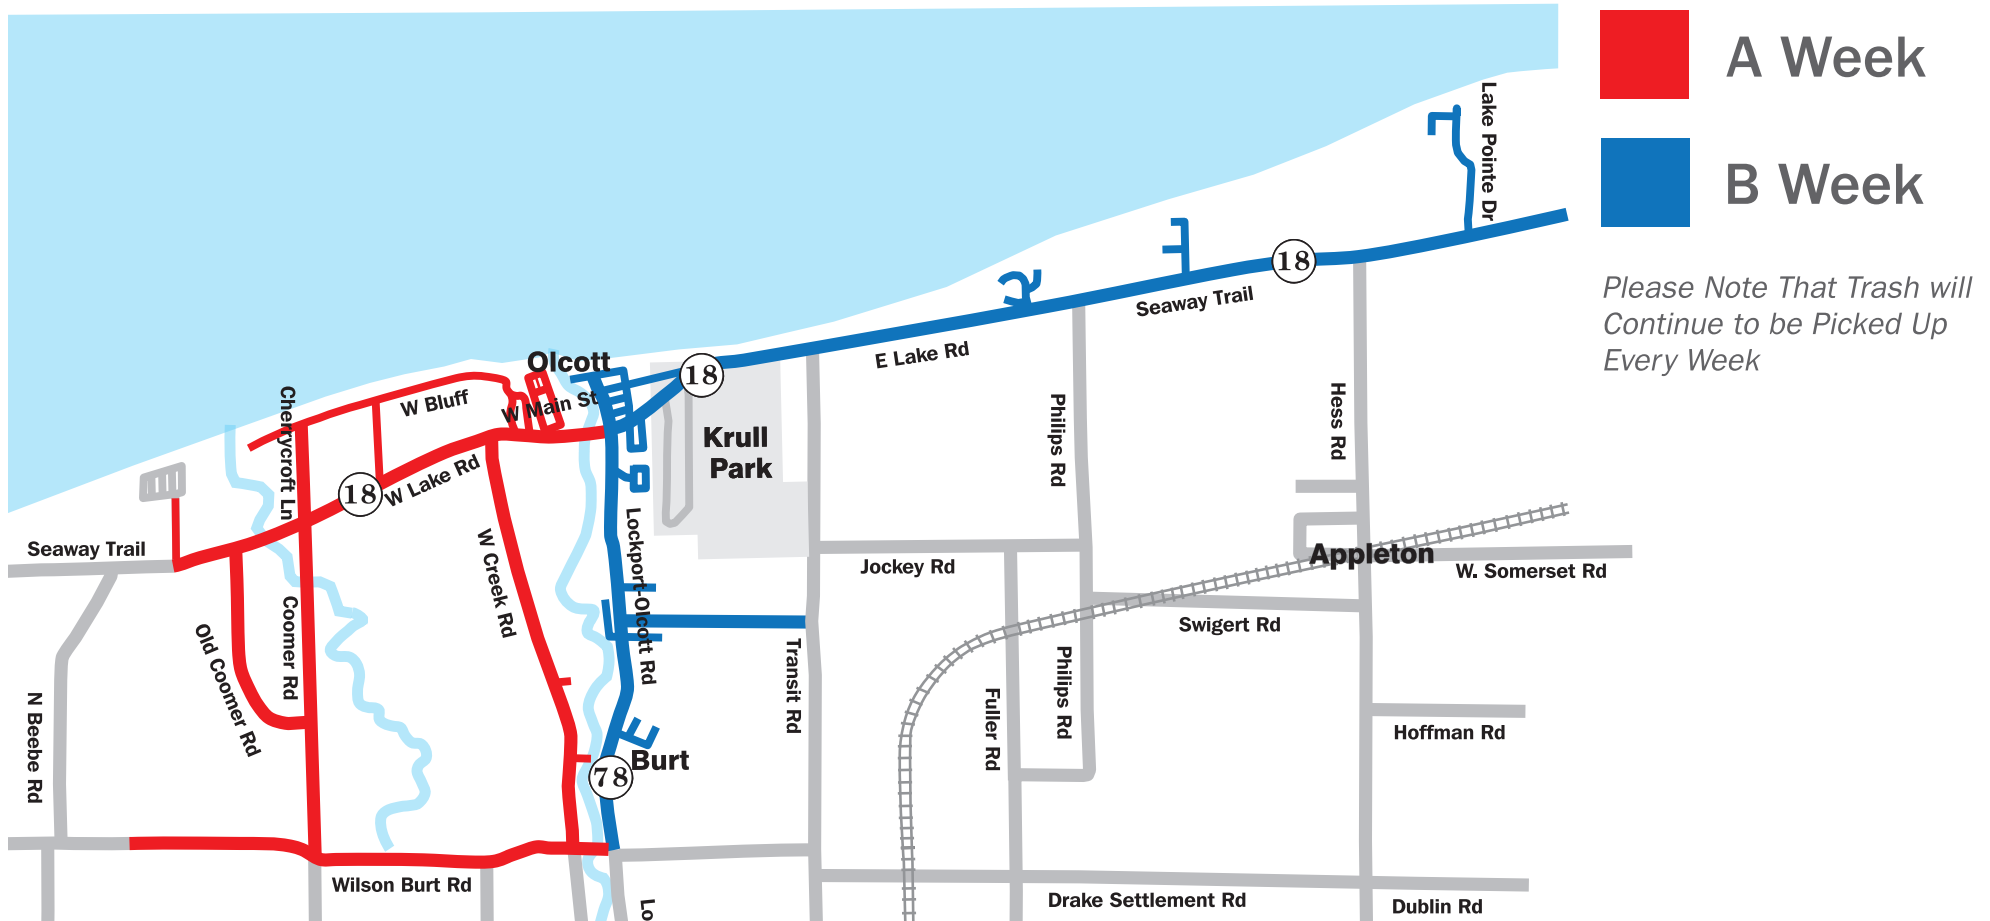 A Week
B Week
Please Note That Trash will
Continue to be Picked Up
Every Week
Lake Pointe Dr
18
Seaway Trail
E Lake Rd
18
Olcott
W Main St
W Bluff
Cherrycroft Ln
Krull
Park
Philips Rd
Hess Rd
W Lake Rd
18
Seaway Trail
W Creek Rd
Lockport-Olcott Rd
Jockey Rd
Appleton
W. Somerset Rd
Swigert Rd
Coomer Rd
Old Coomer Rd
N Beebe Rd
Transit Rd
Fuller Rd
Philips Rd
Hoffman Rd
Burt
78
Wilson Burt Rd
Lo
Drake Settlement Rd
Dublin Rd